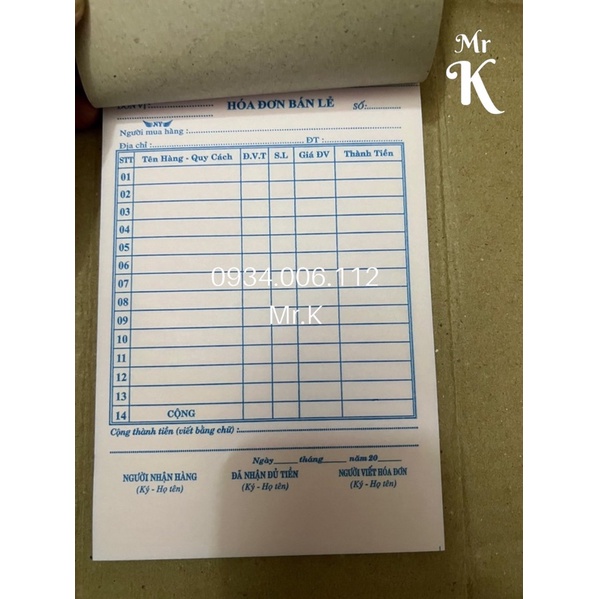 Mr
K
ĐƠN VỊ :
HÓA ĐƠN BÁN LẺ
SỐ:
NT
Người mua hàng :
Địa chỉ : ĐT :
STT Tên Hàng - Quy Cách Đ.V.T S.L Giá ĐV Thành Tiền
01
02
03
04
05
06
07
08
09
10
11
12
13
14 CỘNG
0934.006.112
Mr.K
Cộng thành tiền (viết bằng chữ) :
Ngày tháng năm 20
NGƯỜI NHẬN HÀNG ĐÃ NHẬN ĐỦ TIỀN NGƯỜI VIẾT HÓA ĐƠN
(Ký - Họ tên) (Ký - Họ tên) (Ký - Họ tên)